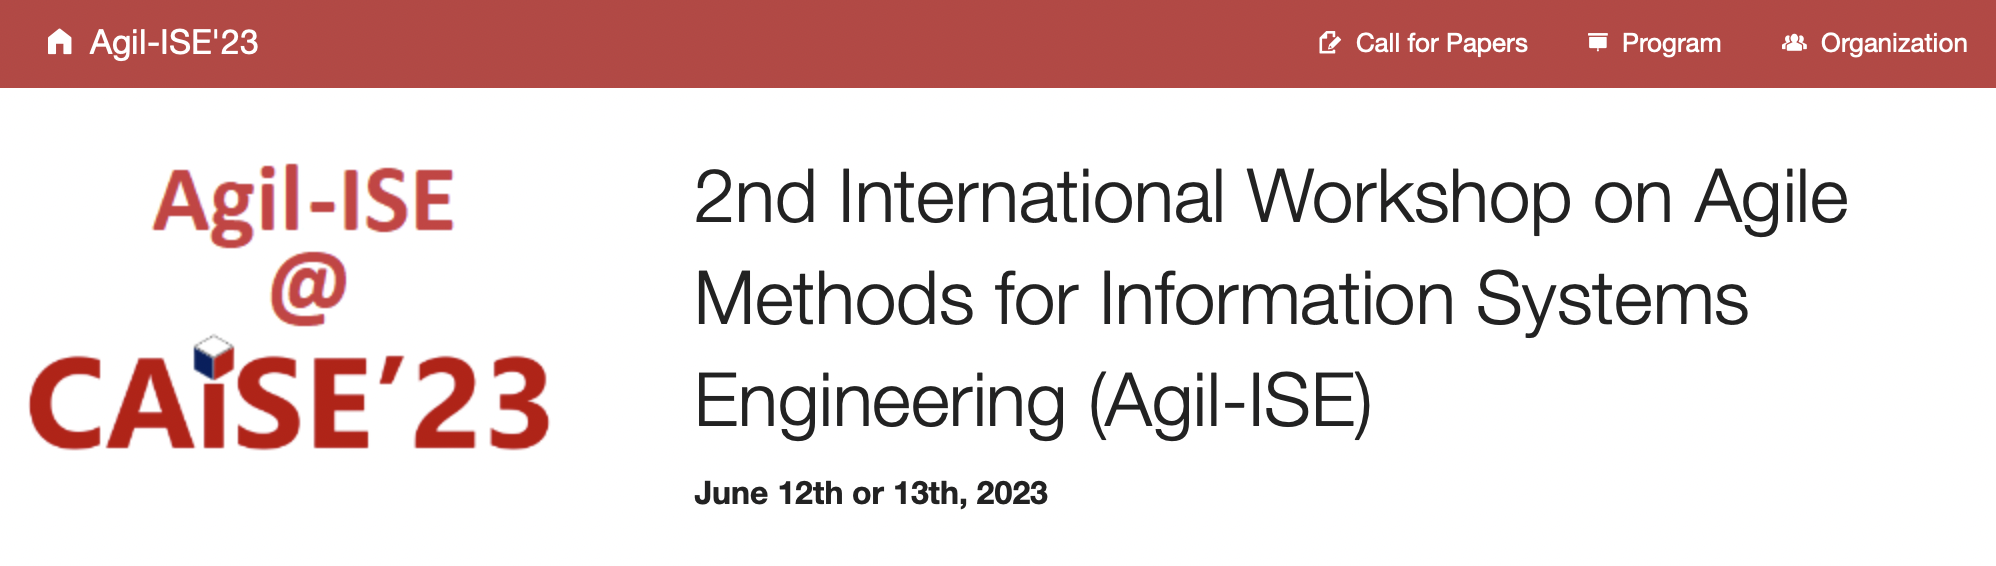 Agil-ISE'23
Call for Papers
Program
Organization
Agil-ISE
@
CAiSE’23
2nd International Workshop on Agile
Methods for Information Systems
Engineering (Agil-ISE)
June 12th or 13th, 2023